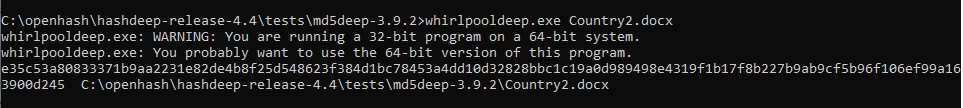 C:\openhash\hashdeep-release-4.4\tests\md5deep-3.9.2>whirlpooldeep.exe Country2.docx
whirlpooldeep.exe: WARNING: You are running a 32-bit program on a 64-bit system.
whirlpooldeep.exe: You probably want to use the 64-bit version of this program.
e35c53a80833371b9aa2231e82de4b8f25d548623f384d1bc78453a4dd10d32828bbc1c19a0d989498e4319f1b17f8b227b9ab9cf5b96f106ef99a16
3900d245  C:\openhash\hashdeep-release-4.4\tests\md5deep-3.9.2\Country2.docx